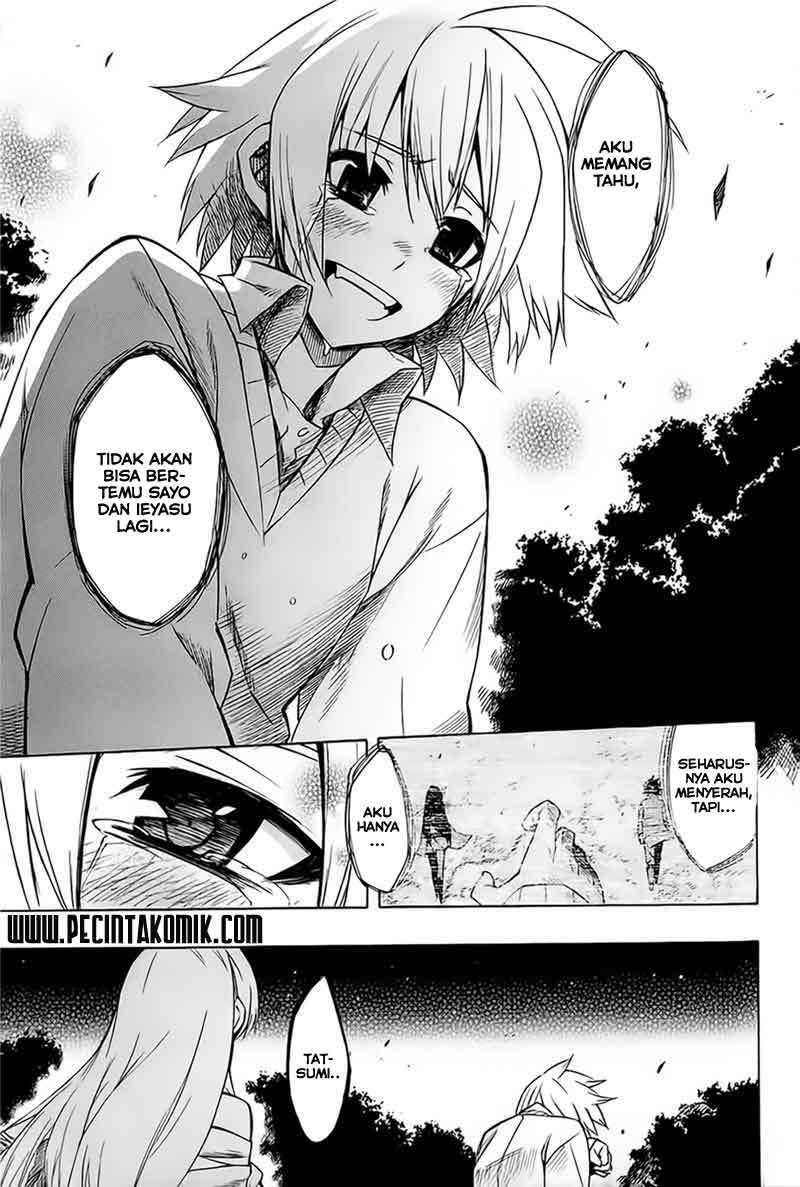 AKU
MEMANG
TAHU,
TIDAK AKAN
BISA BER-
TEMU SAYO
DAN IEYASU
LAGI...
SEHARUS-
NYA AKU
MENYERAH,
TAPI...
AKU
HANYA
...
WWW.PECINTAKOMIK.COM
TAT-
SUMI..